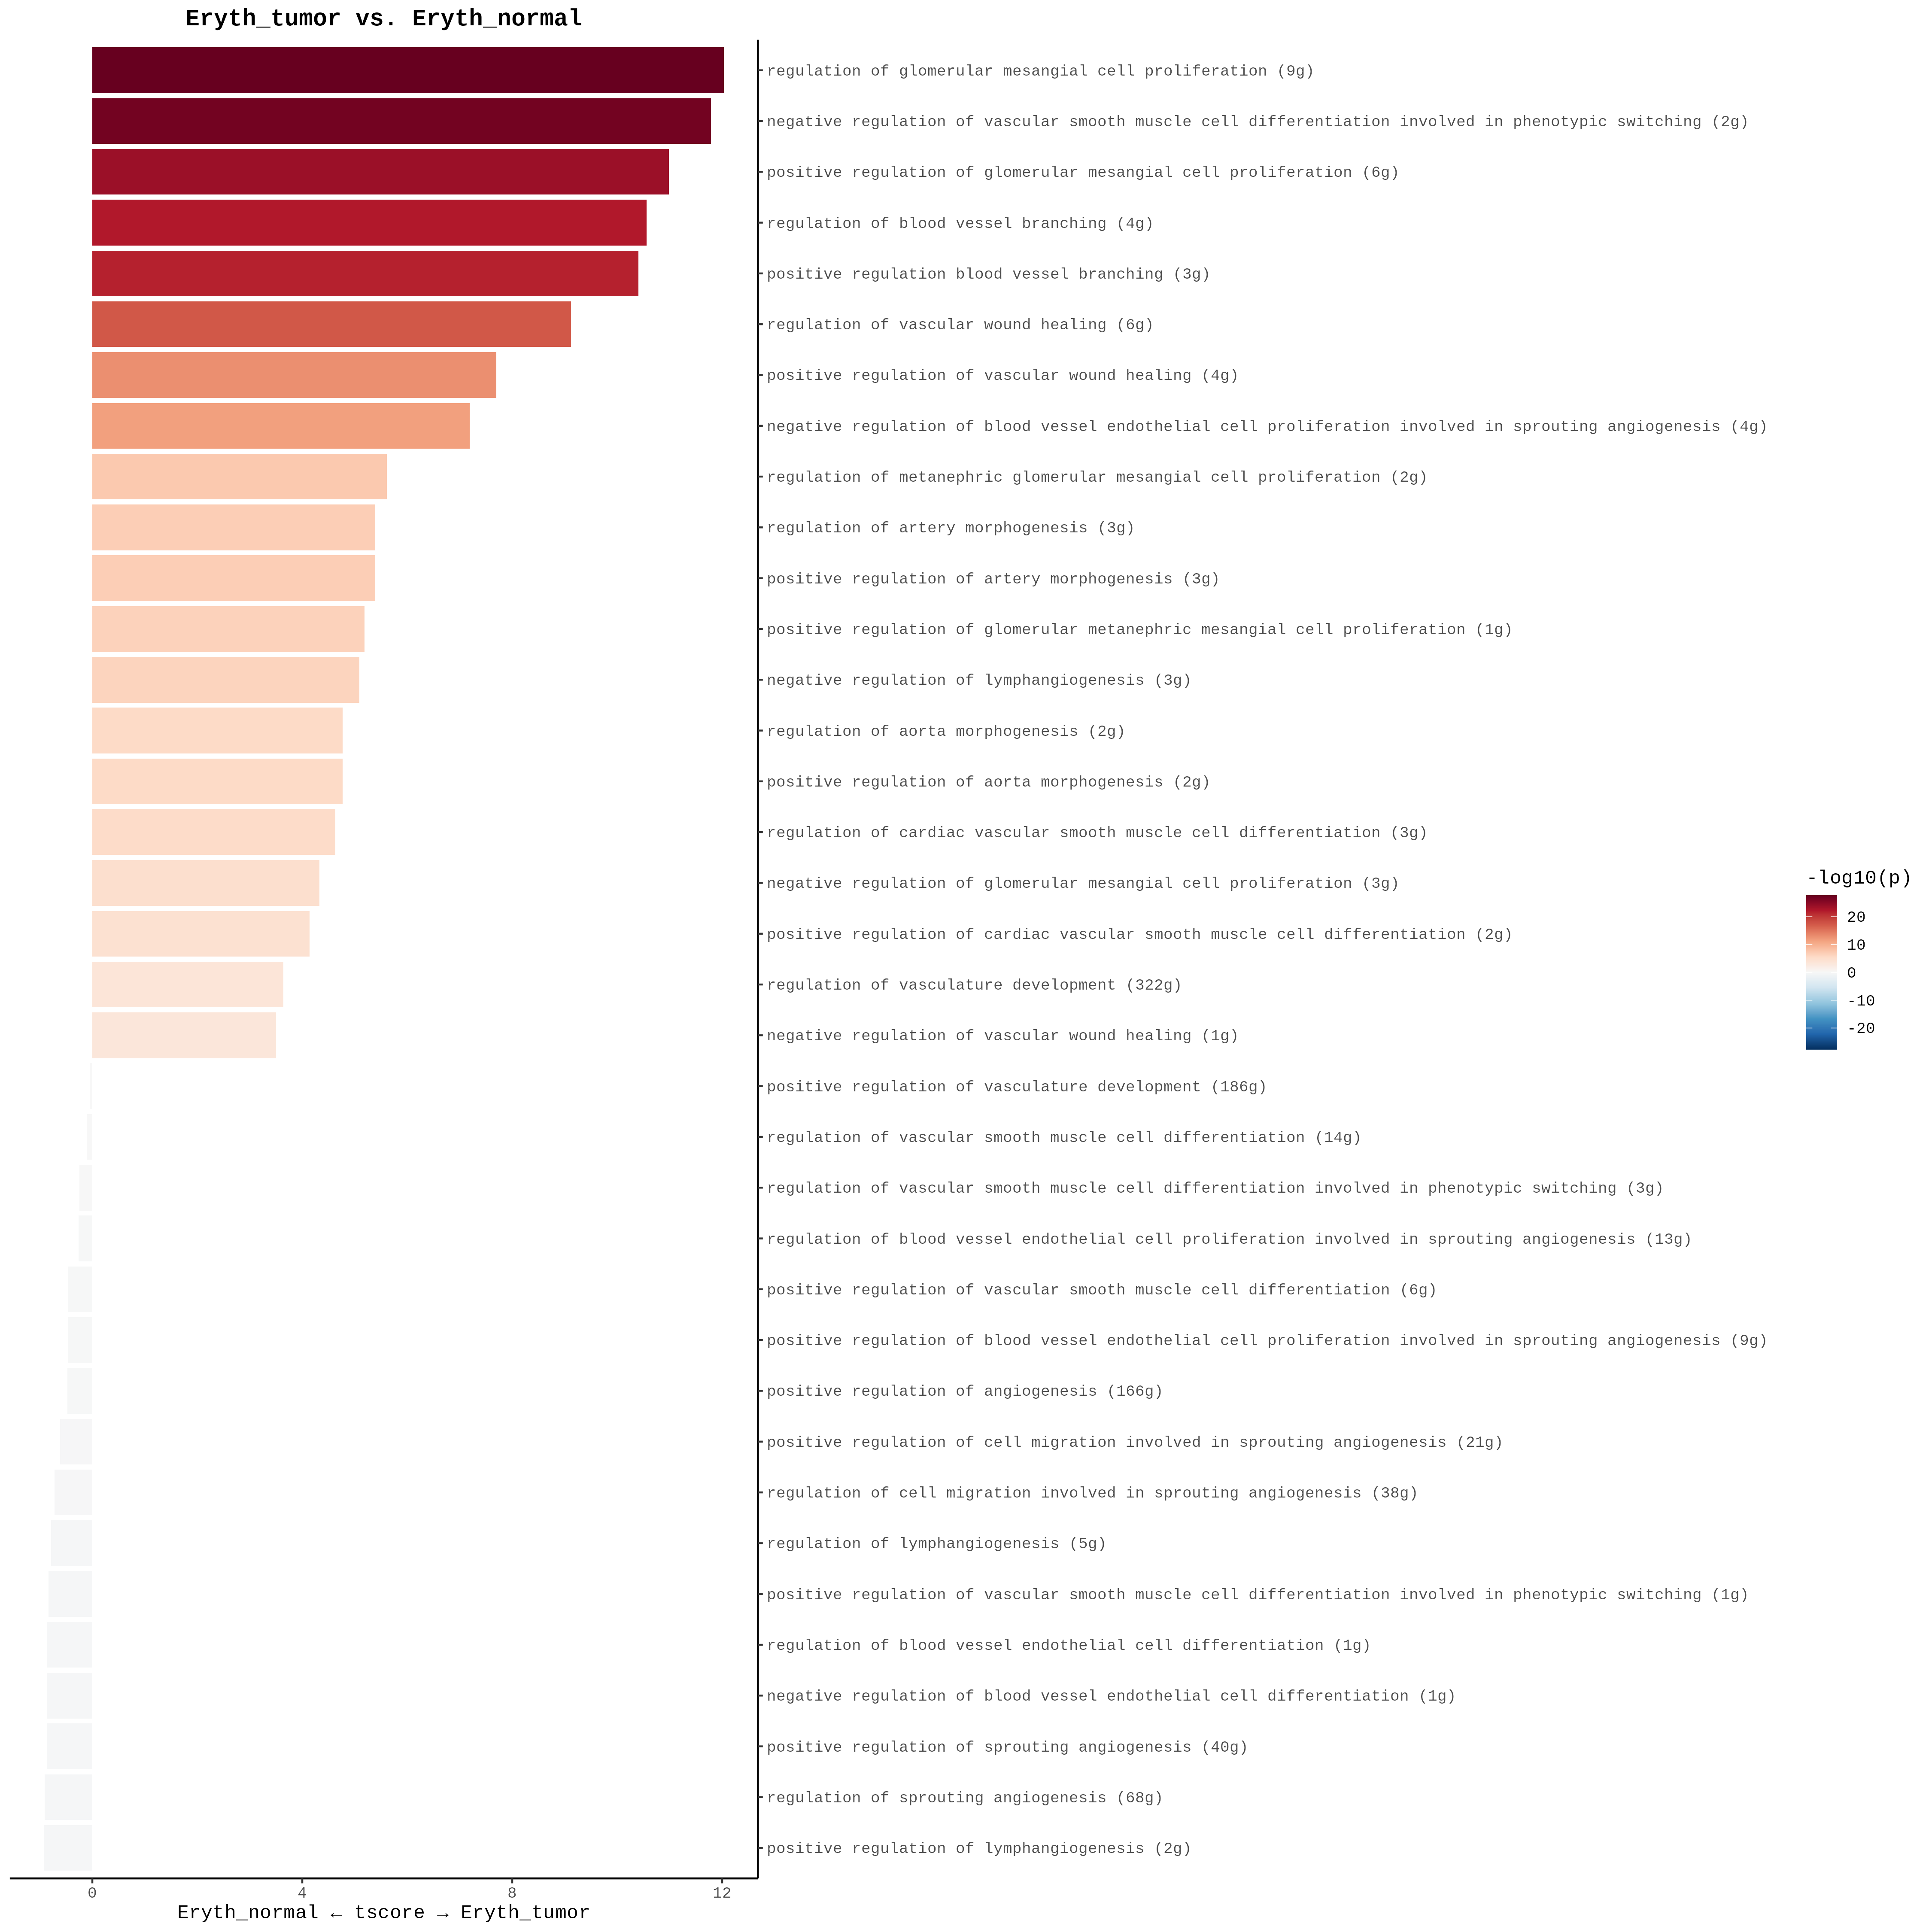 Eryth_tumor vs. Eryth_normal
regulation of glomerular mesangial cell proliferation (9g)
negative regulation of vascular smooth muscle cell differentiation involved in phenotypic switching (2g)
positive regulation of glomerular mesangial cell proliferation (6g)
regulation of blood vessel branching (4g)
positive regulation blood vessel branching (3g)
regulation of vascular wound healing (6g)
positive regulation of vascular wound healing (4g)
negative regulation of blood vessel endothelial cell proliferation involved in sprouting angiogenesis (4g)
regulation of metanephric glomerular mesangial cell proliferation (2g)
regulation of artery morphogenesis (3g)
positive regulation of artery morphogenesis (3g)
positive regulation of glomerular metanephric mesangial cell proliferation (1g)
negative regulation of lymphangiogenesis (3g)
regulation of aorta morphogenesis (2g)
positive regulation of aorta morphogenesis (2g)
regulation of cardiac vascular smooth muscle cell differentiation (3g)
negative regulation of glomerular mesangial cell proliferation (3g)
positive regulation of cardiac vascular smooth muscle cell differentiation (2g)
regulation of vasculature development (322g)
negative regulation of vascular wound healing (1g)
positive regulation of vasculature development (186g)
regulation of vascular smooth muscle cell differentiation (14g)
regulation of vascular smooth muscle cell differentiation involved in phenotypic switching (3g)
regulation of blood vessel endothelial cell proliferation involved in sprouting angiogenesis (13g)
positive regulation of vascular smooth muscle cell differentiation (6g)
positive regulation of blood vessel endothelial cell proliferation involved in sprouting angiogenesis (9g)
positive regulation of angiogenesis (166g)
positive regulation of cell migration involved in sprouting angiogenesis (21g)
regulation of cell migration involved in sprouting angiogenesis (38g)
regulation of lymphangiogenesis (5g)
positive regulation of vascular smooth muscle cell differentiation involved in phenotypic switching (1g)
regulation of blood vessel endothelial cell differentiation (1g)
negative regulation of blood vessel endothelial cell differentiation (1g)
positive regulation of sprouting angiogenesis (40g)
regulation of sprouting angiogenesis (68g)
positive regulation of lymphangiogenesis (2g)
0 4 8 12
Eryth_normal ← tscore → Eryth_tumor
-log10(p)
20
10
0
-10
-20